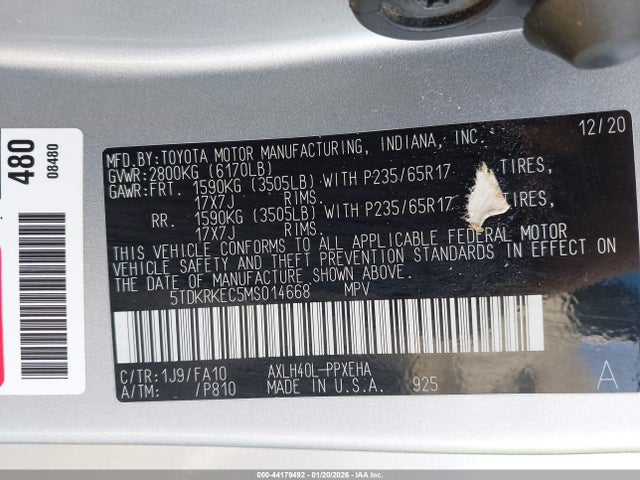 480
08480
MFD.BY:TOYOTA MOTOR MANUFACTURING, INDIANA, INC. 12/20
GVWR:2800KG (6170LB)
GAWR:FRT. 1590KG (3505LB) WITH P235/65R17 TIRES,
17X7J RIMS.
RR. 1590KG (3505LB) WITH P235/65R17 TIRES,
17X7J RIMS.
THIS VEHICLE CONFORMS TO ALL APPLICABLE FEDERAL MOTOR
VEHICLE SAFETY AND THEFT PREVENTION STANDARDS IN EFFECT ON
THE DATE OF MANUFACTURE SHOWN ABOVE.
5TDKRKEC5MS014668 MPV
C/TR:1J9/FA10 AXLH40L-PPXEHA
A/TM: /P810 MADE IN U.S.A. 925 A
000-44179492 - 01/20/2026 - IAAI